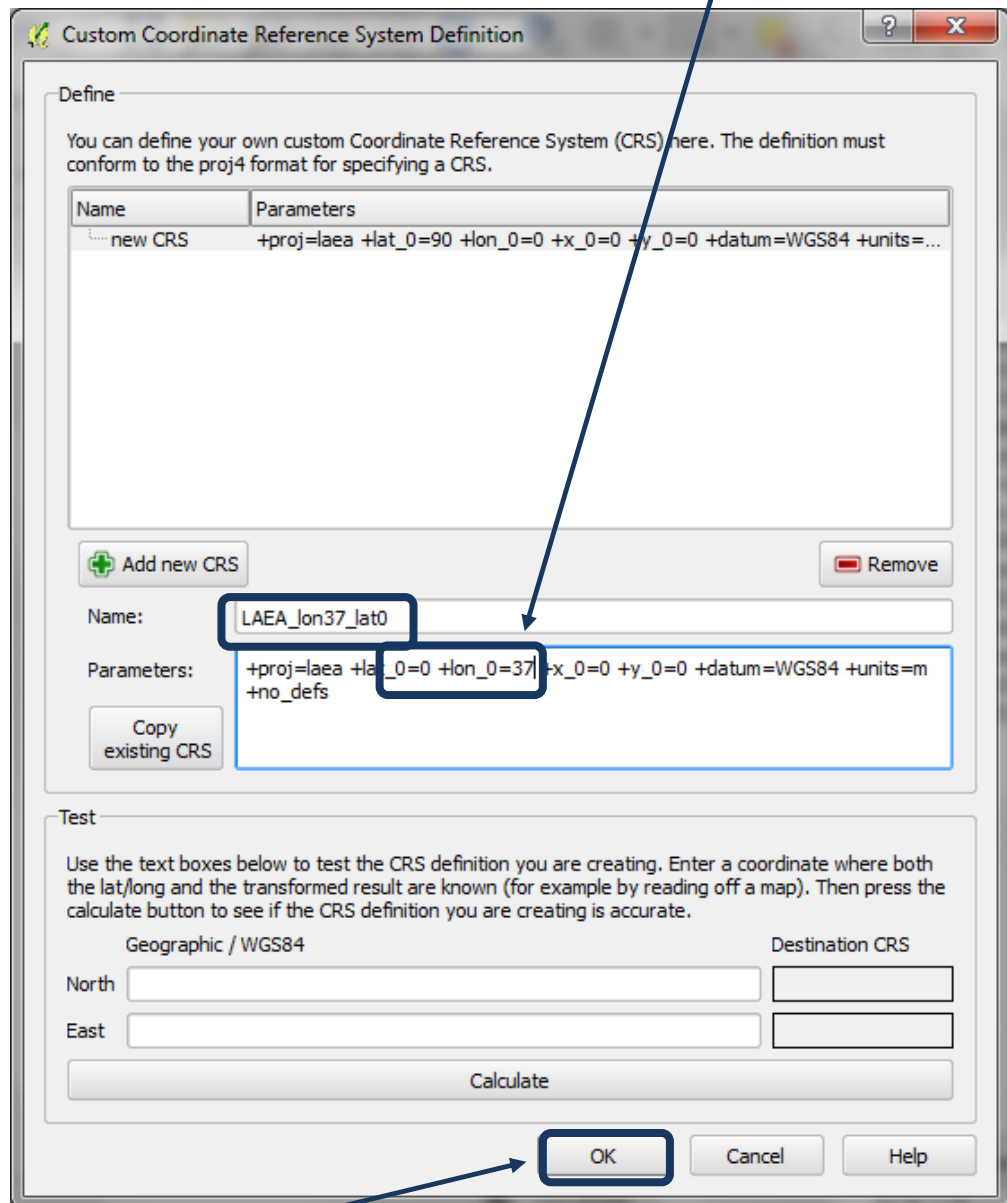 Custom Coordinate Reference System Definition
?
X
Define
You can define your own custom Coordinate Reference System (CRS) here. The definition must
conform to the proj4 format for specifying a CRS.
Name Parameters
new CRS +proj=laea +lat_0=90 +lon_0=0 +x_0=0 +y_0=0 +datum=WGS84 +units=...
Add new CRS
Remove
Name: LAEA_lon37_lat0
Parameters: +proj=laea +lat_0=0 +lon_0=37 +x_0=0 +y_0=0 +datum=WGS84 +units=m
+no_defs
Copy
existing CRS
Test
Use the text boxes below to test the CRS definition you are creating. Enter a coordinate where both
the lat/long and the transformed result are known (for example by reading off a map). Then press the
calculate button to see if the CRS definition you are creating is accurate.
Geographic / WGS84 Destination CRS
North
East
Calculate
OK Cancel Help